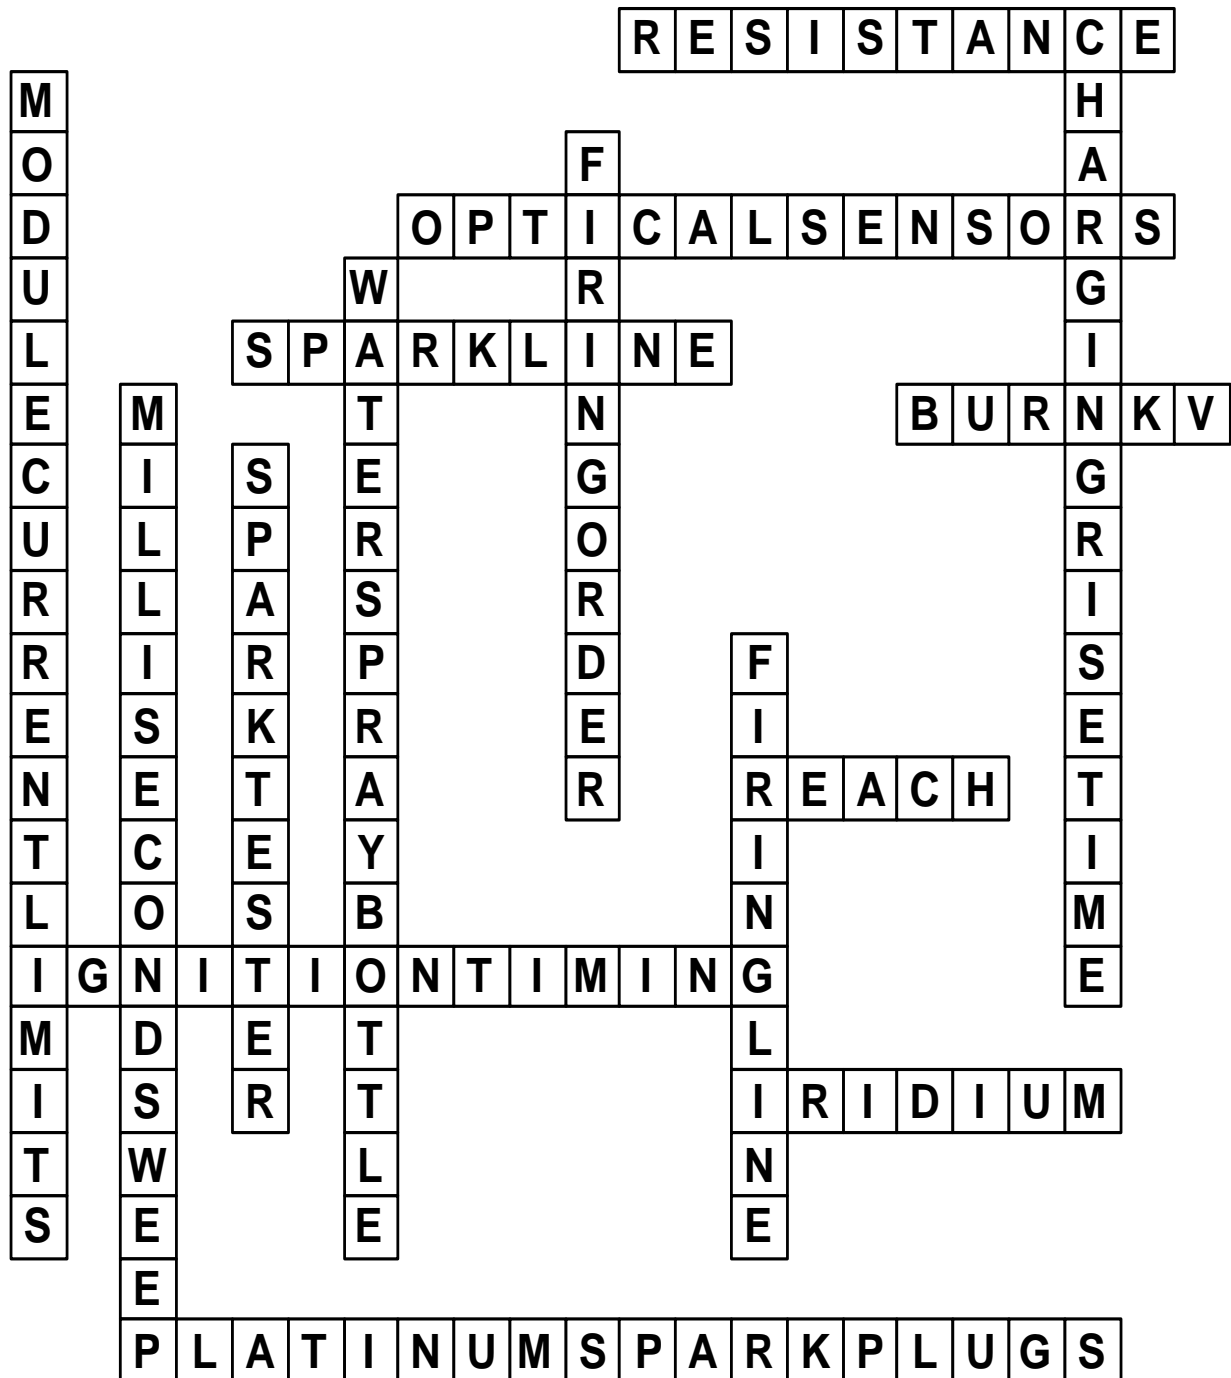 RESISTANCE
CHARGINGRISETIME
MODULECURRENTLIMITS
FIRINGORDER
OPTICALSENSORS
WATERSPRAYBOTTLE
SPARKLINE
MILLISECONDSWEEP
BURNKV
SPARKTESTER
FIRINGLINE
REACH
IGNITIONTIMING
IRIDIUM
PLATINUMSPARKPLUGS